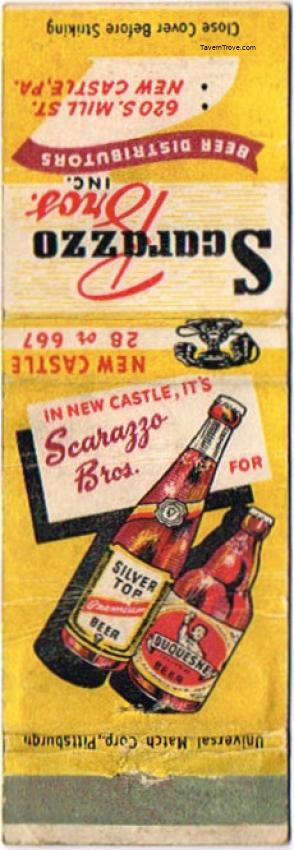 Close Cover Before Striking
TavernTrove.com
• 620 S. MILL ST.
• NEW CASTLE, PA.
BEER DISTRIBUTORS
Scarazzo
Bros.
INC.
NEW CASTLE
28 or 667
IN NEW CASTLE, IT'S
Scarazzo
Bros.
FOR
SILVER
TOP
Premium
BEER
DUQUESNE
BEER
Universal Match Corp., Pittsburgh